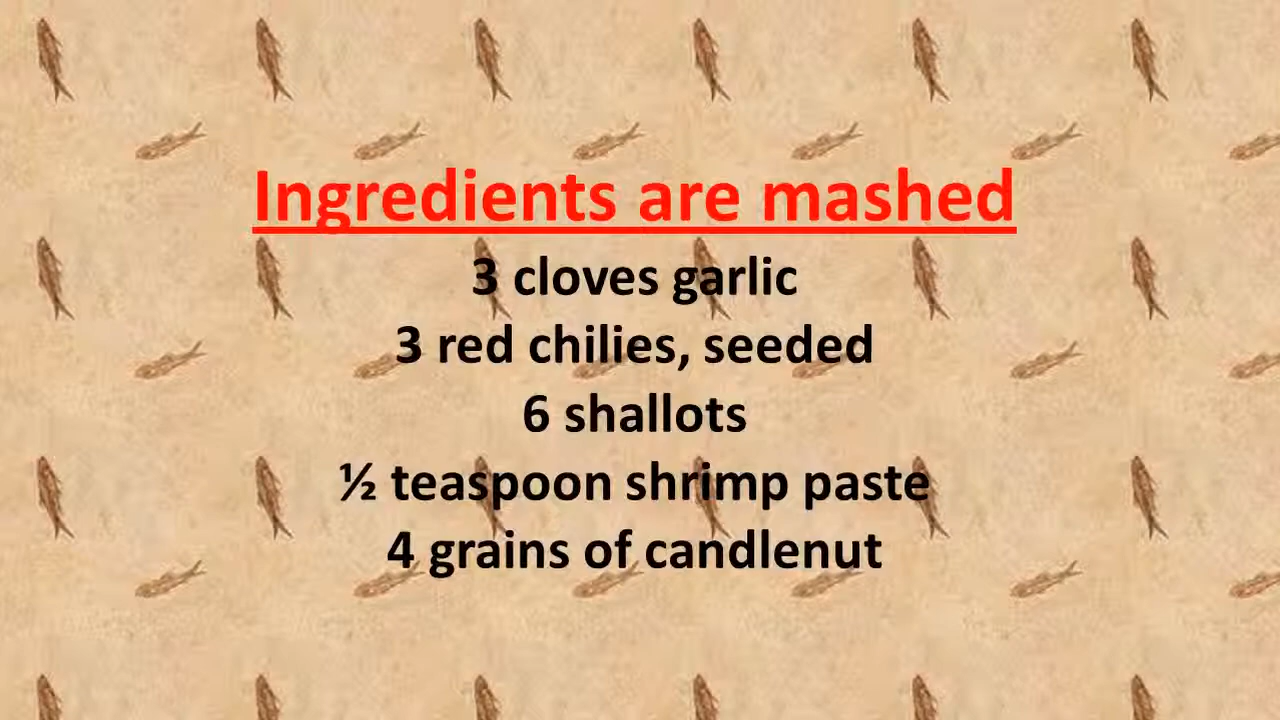 Ingredients are mashed
3 cloves garlic
3 red chilies, seeded
6 shallots
½ teaspoon shrimp paste
4 grains of candlenut